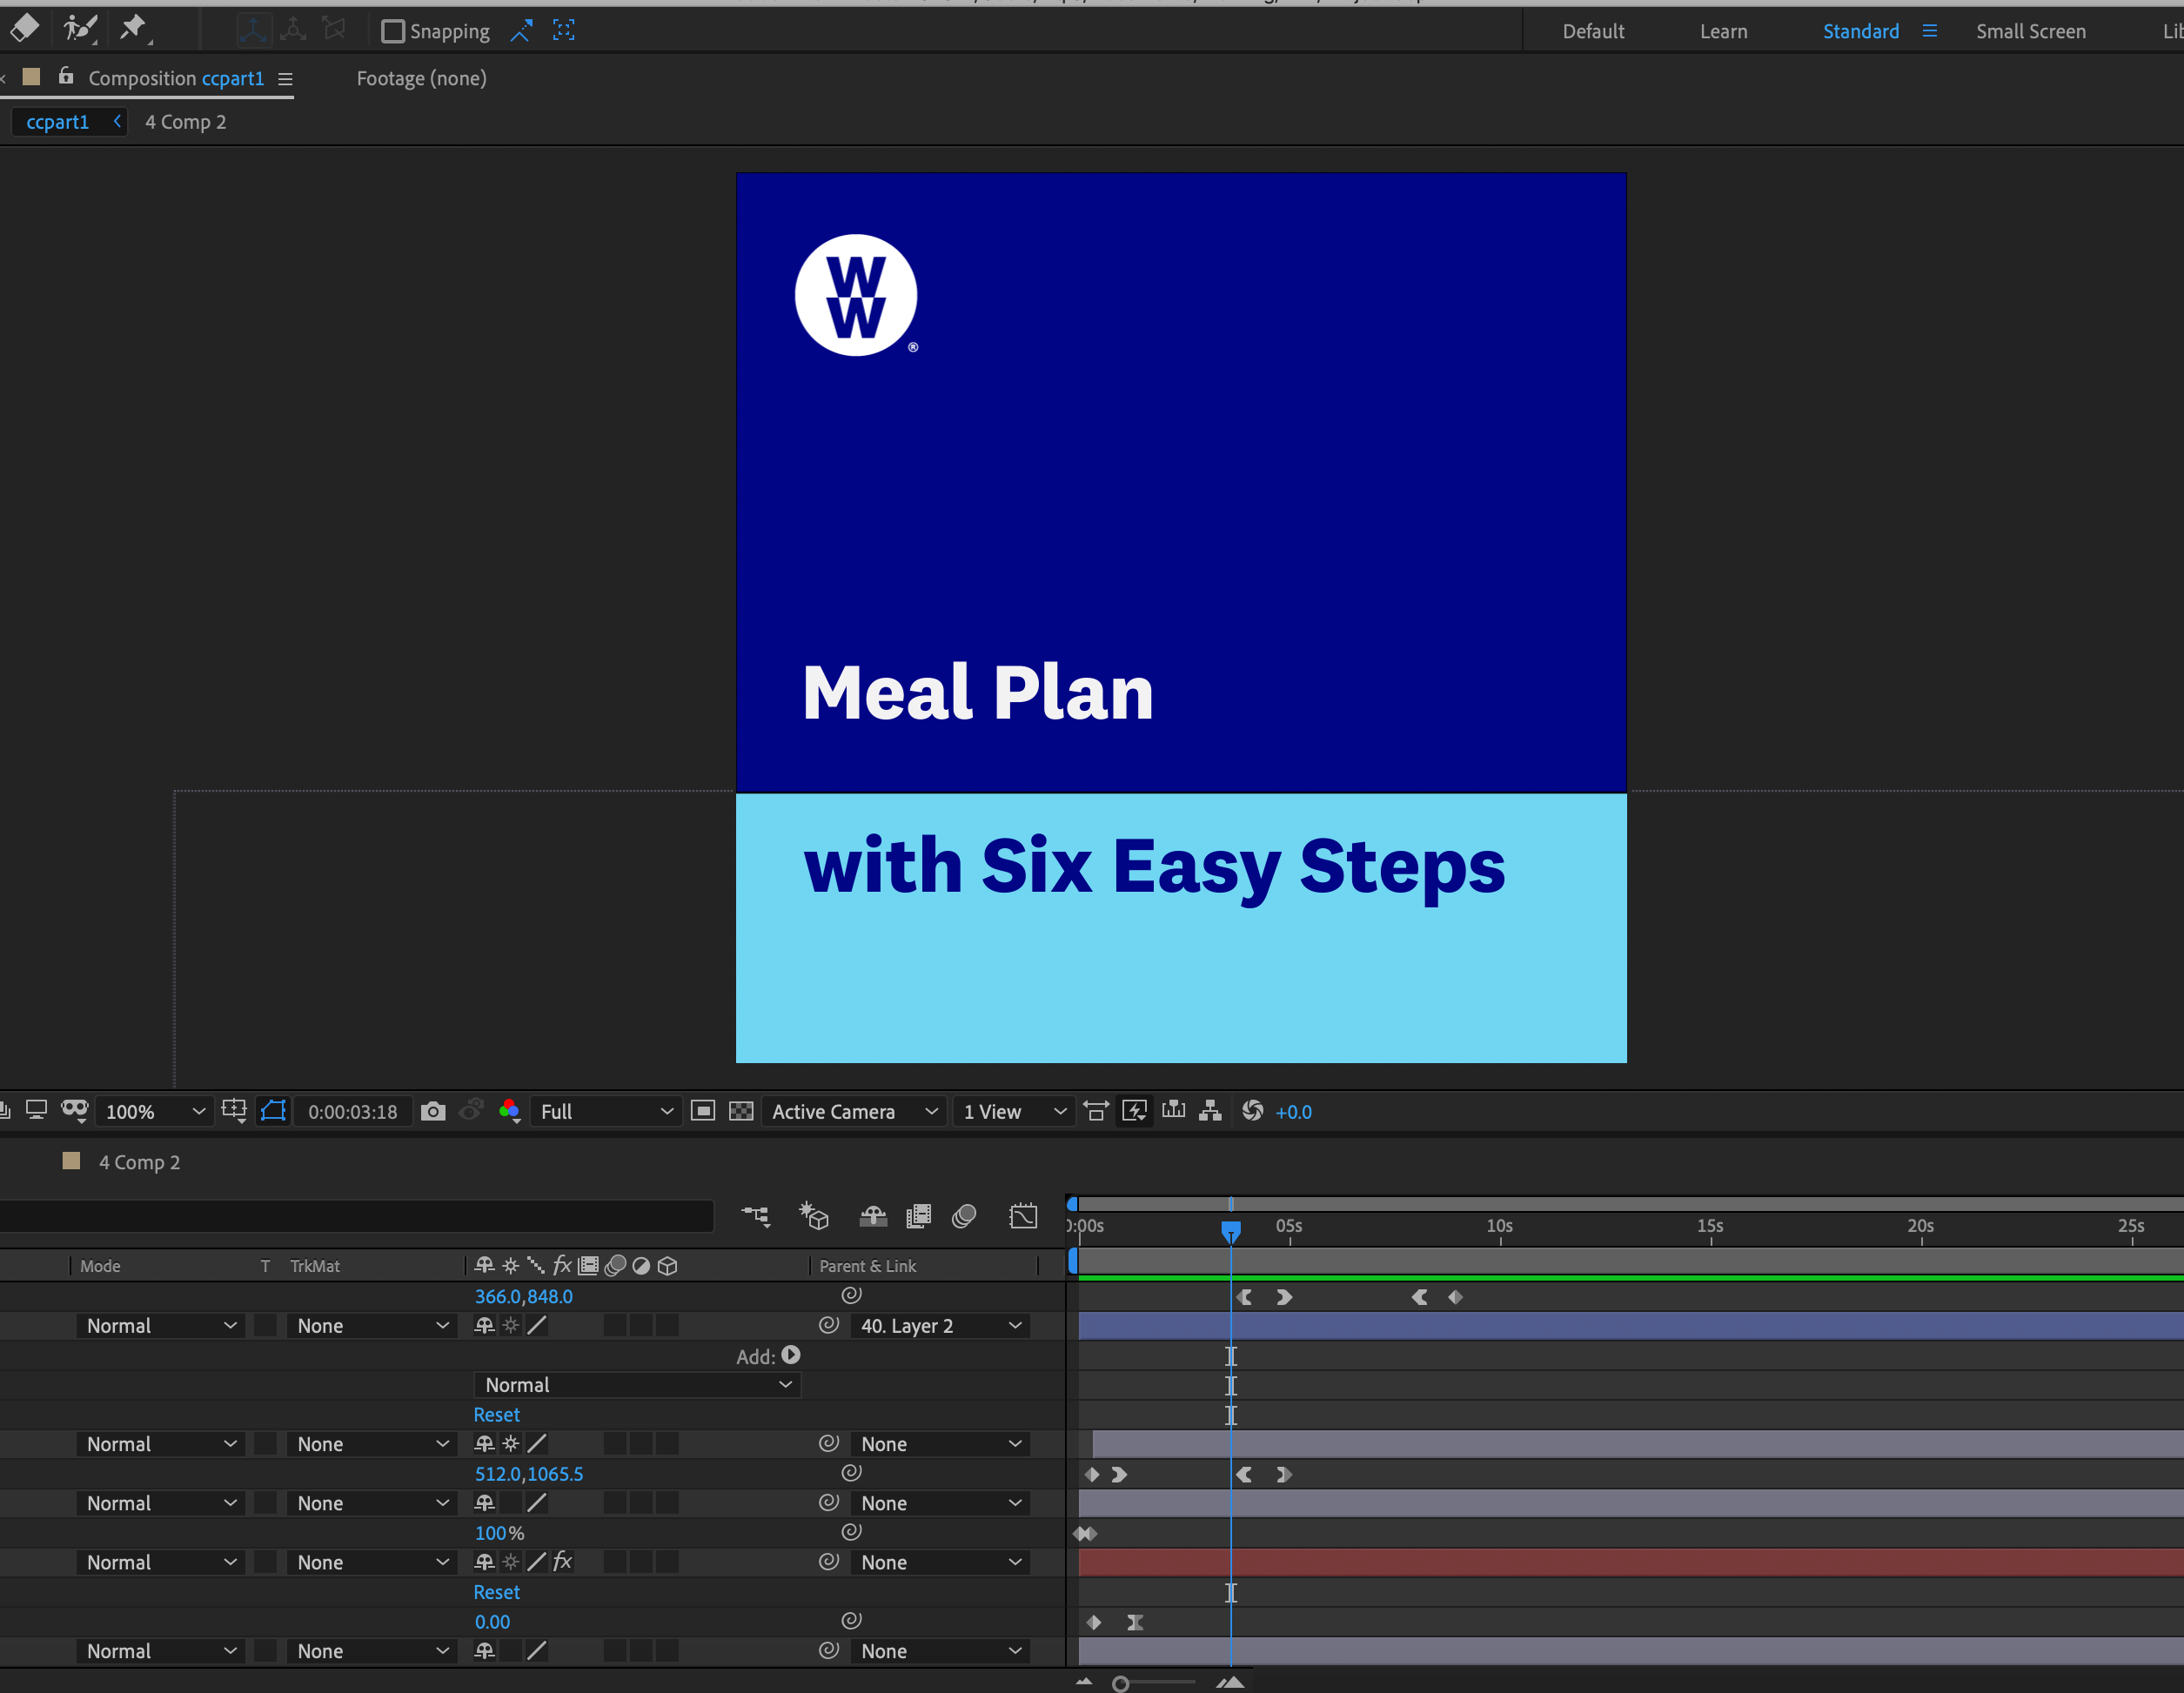 Snapping
Default
Learn
Standard
Small Screen
Composition ccpart1
Footage (none)
ccpart1
4 Comp 2
W
W
®
Meal Plan
with Six Easy Steps
100%
0:00:03:18
Full
Active Camera
1 View
+0.0
4 Comp 2
05s
10s
15s
20s
25s
Mode
T
TrkMat
fx
Parent & Link
366.0,848.0
Normal
None
40. Layer 2
Add:
Normal
Reset
Normal
None
None
512.0,1065.5
Normal
None
None
100%
Normal
None
fx
None
Reset
0.00
Normal
None
None